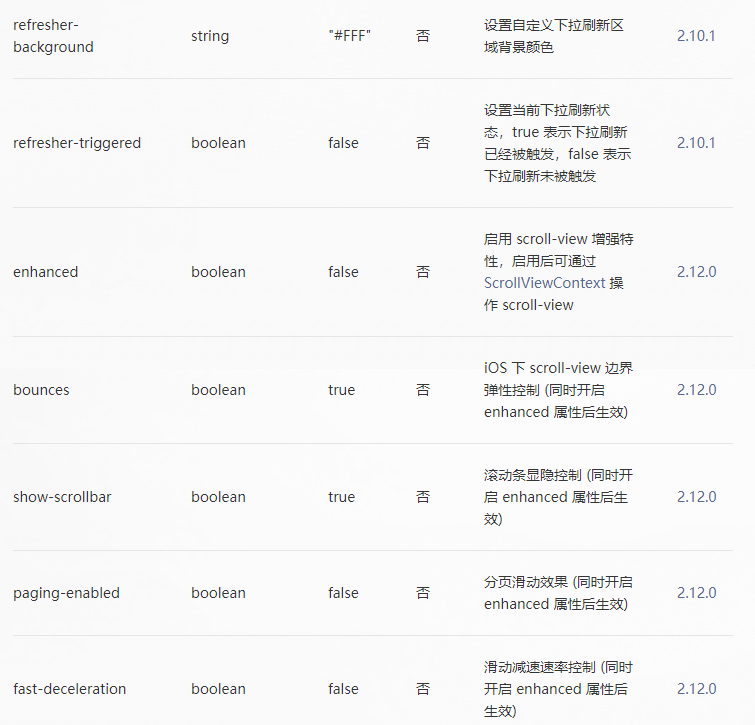 refresher-
background string "#FFF" 否 设置自定义下拉刷新区
域背景颜色 2.10.1
refresher-triggered boolean false 否 设置当前下拉刷新状
态，true 表示下拉刷新
已经被触发，false 表示
下拉刷新未被触发 2.10.1
enhanced boolean false 否 启用 scroll-view 增强特
性，启用后可通过
ScrollViewContext 操
作 scroll-view 2.12.0
bounces boolean true 否 iOS 下 scroll-view 边界
弹性控制 (同时开启
enhanced 属性后生效) 2.12.0
show-scrollbar boolean true 否 滚动条显隐控制 (同时开
启 enhanced 属性后生
效) 2.12.0
paging-enabled boolean false 否 分页滑动效果 (同时开启
enhanced 属性后生效) 2.12.0
fast-deceleration boolean false 否 滑动减速速率控制 (同时
开启 enhanced 属性后
生效) 2.12.0